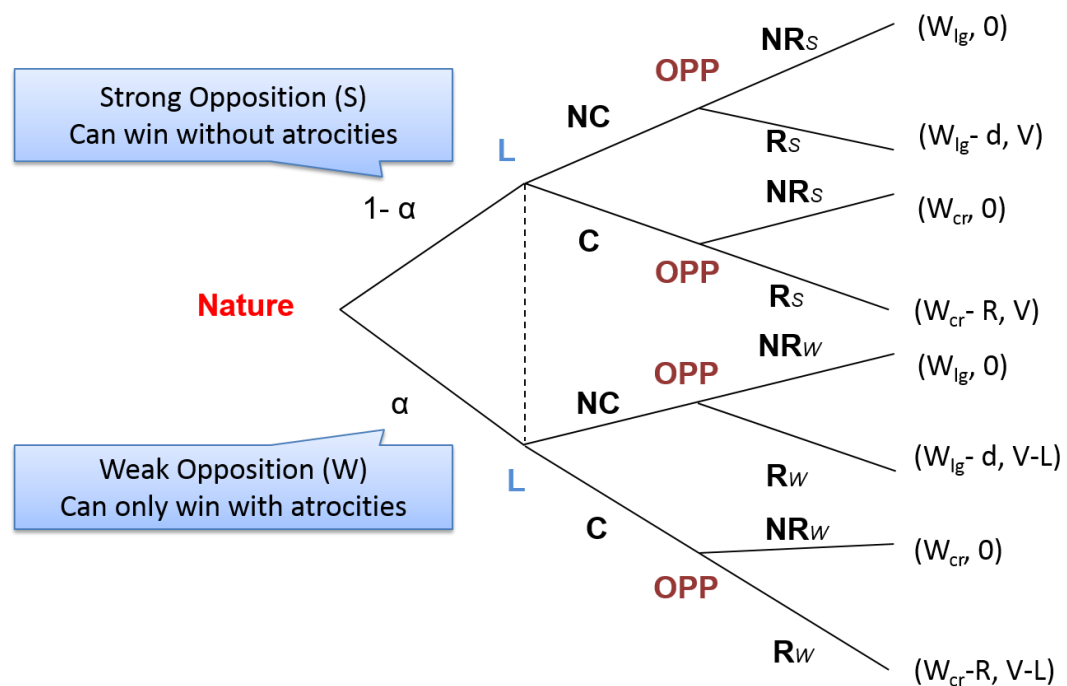 NRS
(Wlg, 0)
OPP
Strong Opposition (S)
Can win without atrocities
NC
RS
(Wlg- d, V)
L
NRS
(Wcr, 0)
1- α
C
OPP
RS
(Wcr- R, V)
Nature
NRW
(Wlg, 0)
OPP
α
NC
(Wlg- d, V-L)
Weak Opposition (W)
Can only win with atrocities
L
RW
C
NRW
(Wcr, 0)
OPP
RW
(Wcr-R, V-L)